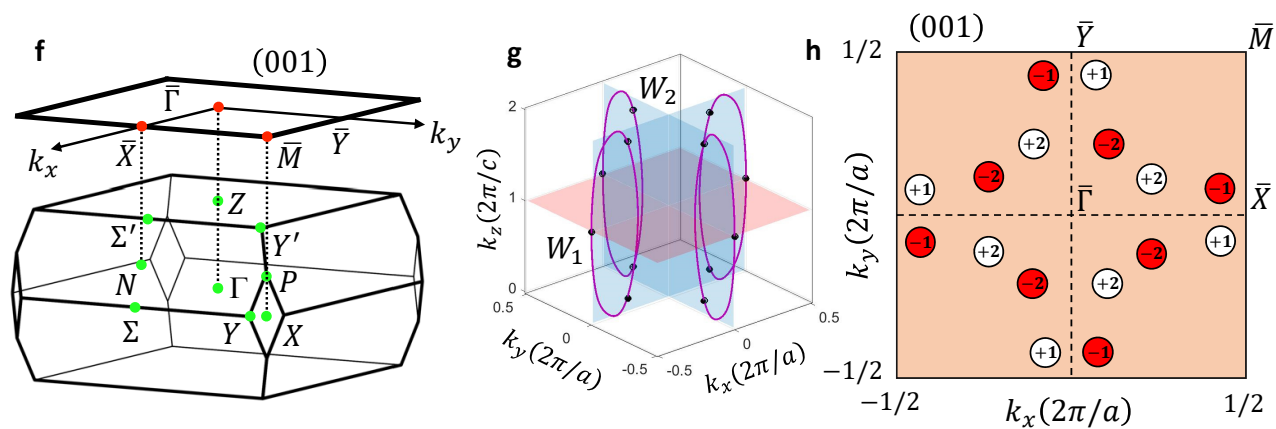 f
(001)
Γ̄
k_x
X̄
M̄
Ȳ
k_y
Z
Σ′
Y′
N
Γ
P
Σ
Y
X
g
W_2
W_1
k_z(2π/c)
2
1
0
0.5
0
-0.5
k_y(2π/a)
-0.5
0
0.5
k_x(2π/a)
h
(001)
Ȳ
M̄
1/2
-1 +1
+2 -2
-2 +2
+1 -1
Γ̄
X̄
k_y(2π/a)
-1 +1
+2 -2
-2 +2
+1 -1
−1/2
−1/2
k_x(2π/a)
1/2